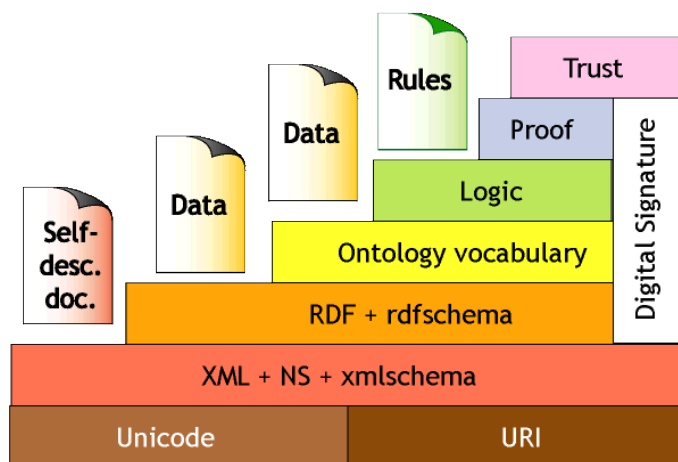 Trust
Rules
Proof
Data
Logic
Data
Digital Signature
Self-
desc.
doc.
Ontology vocabulary
RDF + rdfschema
XML + NS + xmlschema
Unicode
URI